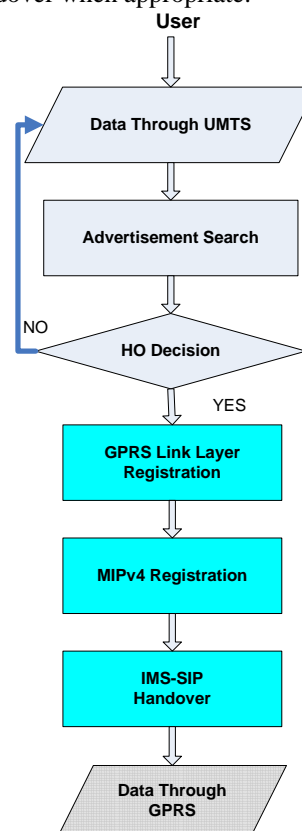 dover when appropriate.
User
Data Through UMTS
Advertisement Search
NO
HO Decision
YES
GPRS Link Layer
Registration
MIPv4 Registration
IMS-SIP
Handover
Data Through
GPRS